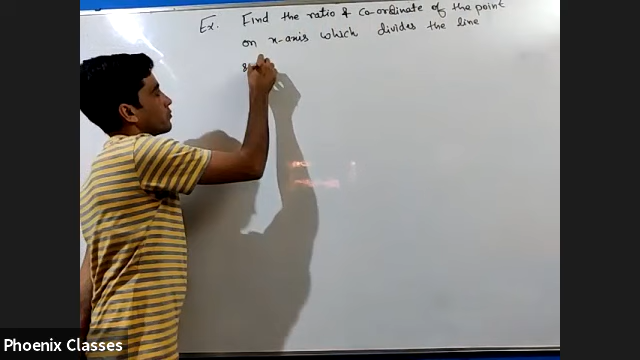 Ex. Find the ratio & co-ordinate of the point
on x-axis which divides the line
Phoenix Classes